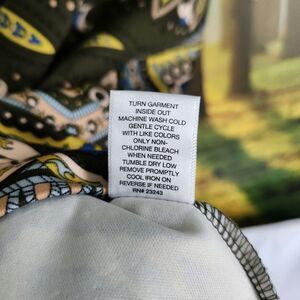 TURN GARMENT
INSIDE OUT
MACHINE WASH COLD
GENTLE CYCLE
WITH LIKE COLORS
ONLY NON-
CHLORINE BLEACH
WHEN NEEDED
TUMBLE DRY LOW
REMOVE PROMPTLY
COOL IRON ON
REVERSE IF NEEDED
RN# 23243